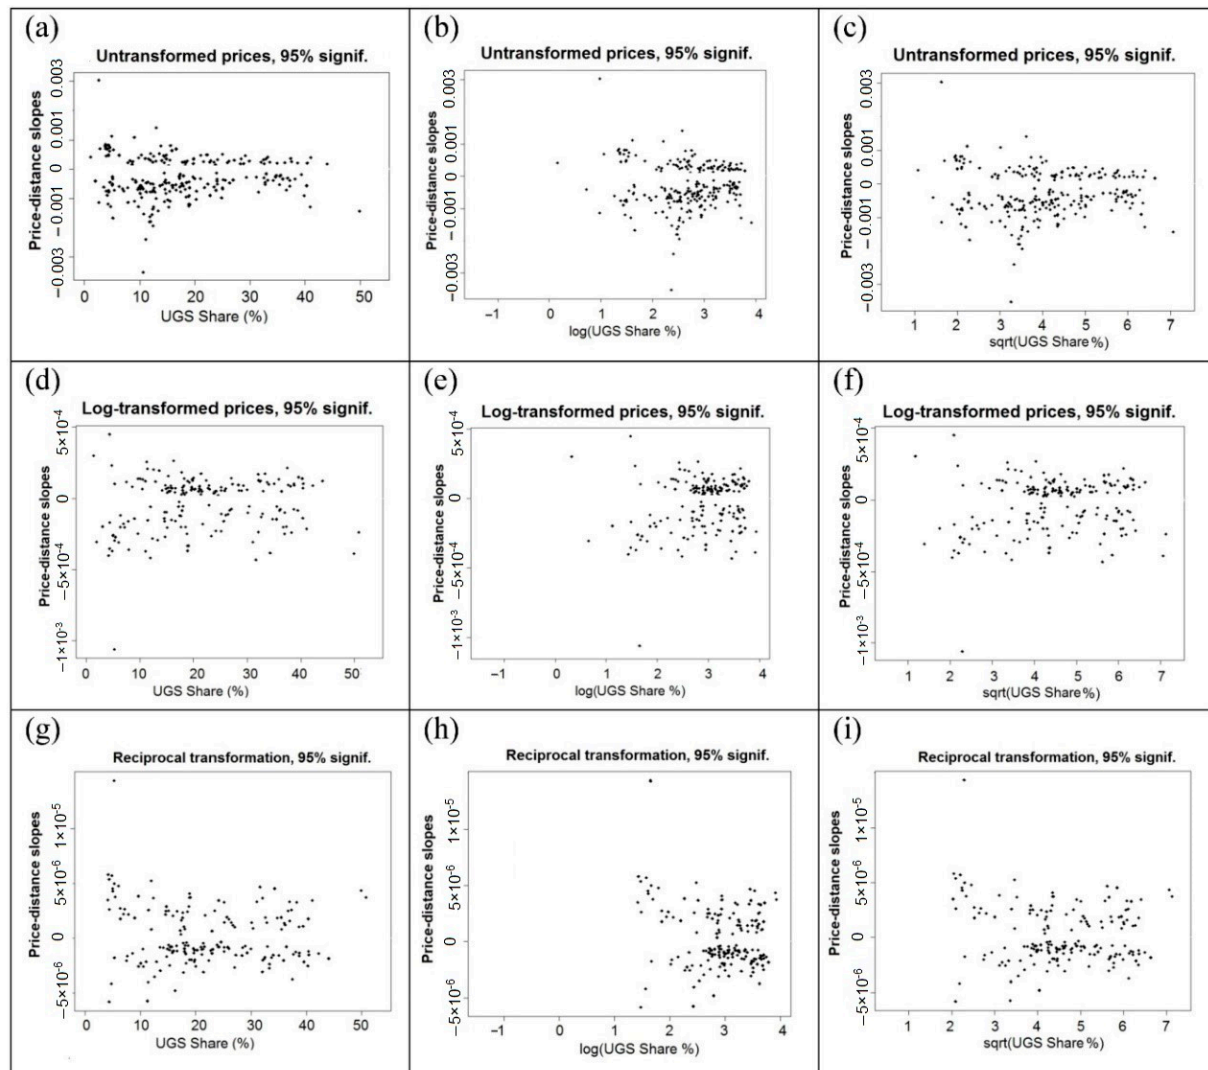 (a)
Untransformed prices, 95% signif.
Price-distance slopes
0.003
0.001
0
−0.001
−0.003
0 10 20 30 40 50
UGS Share (%)
(b)
Untransformed prices, 95% signif.
Price-distance slopes
0.003
0.001
0
−0.001
−0.003
−1 0 1 2 3 4
log(UGS Share %)
(c)
Untransformed prices, 95% signif.
Price-distance slopes
0.003
0.001
0
−0.001
−0.003
1 2 3 4 5 6 7
sqrt(UGS Share %)
(d)
Log-transformed prices, 95% signif.
Price-distance slopes
5×10⁻⁴
0
−5×10⁻⁴
−1×10⁻³
0 10 20 30 40 50
UGS Share (%)
(e)
Log-transformed prices, 95% signif.
Price-distance slopes
5×10⁻⁴
0
−5×10⁻⁴
−1×10⁻³
−1 0 1 2 3 4
log(UGS Share %)
(f)
Log-transformed prices, 95% signif.
Price-distance slopes
5×10⁻⁴
0
−5×10⁻⁴
−1×10⁻³
1 2 3 4 5 6 7
sqrt(UGS Share %)
(g)
Reciprocal transformation, 95% signif.
Price-distance slopes
1×10⁻⁵
5×10⁻⁶
0
−5×10⁻⁶
0 10 20 30 40 50
UGS Share (%)
(h)
Reciprocal transformation, 95% signif.
Price-distance slopes
1×10⁻⁵
5×10⁻⁶
0
−5×10⁻⁶
−1 0 1 2 3 4
log(UGS Share %)
(i)
Reciprocal transformation, 95% signif.
Price-distance slopes
1×10⁻⁵
5×10⁻⁶
0
−5×10⁻⁶
1 2 3 4 5 6 7
sqrt(UGS Share %)